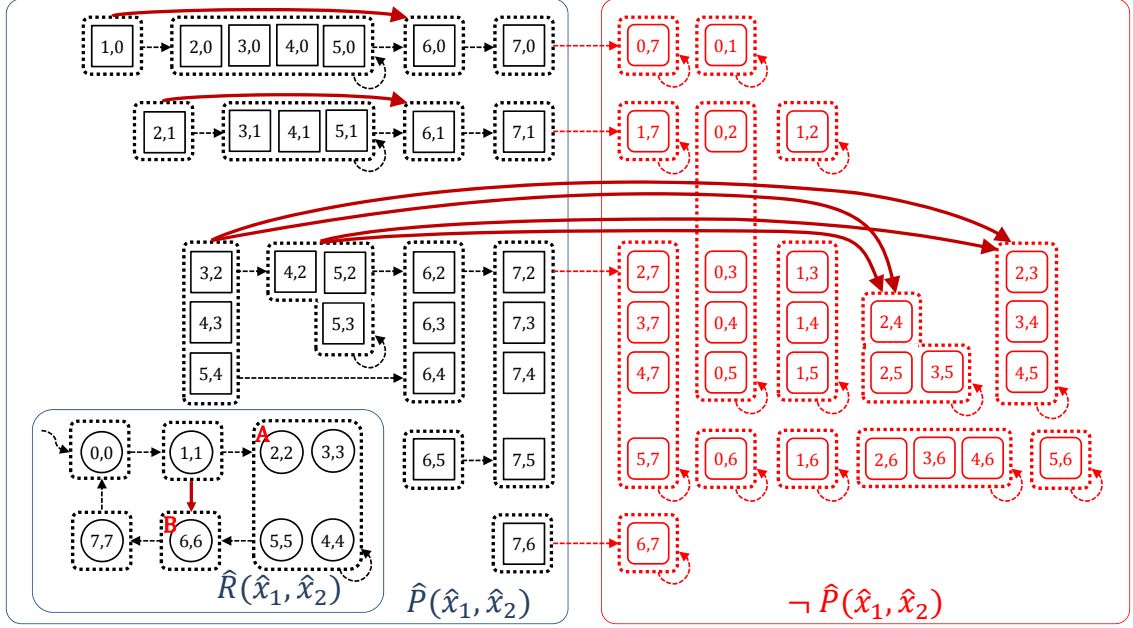 1,0 2,0 3,0 4,0 5,0 6,0 7,0 0,7 0,1
2,1 3,1 4,1 5,1 6,1 7,1 1,7 0,2 1,2
3,2 4,2 5,2 6,2 7,2 2,7 0,3 1,3 2,3
4,3 5,3 6,3 7,3 3,7 0,4 1,4 2,4 3,4
5,4 6,4 7,4 4,7 0,5 1,5 2,5 3,5 4,5
A B
0,0 1,1 2,2 3,3 6,5 7,5 5,7 0,6 1,6 2,6 3,6 4,6 5,6
7,7 6,6 5,5 4,4 7,6 6,7
R̂(x̂₁,x̂₂) P̂(x̂₁,x̂₂) ¬ P̂(x̂₁,x̂₂)